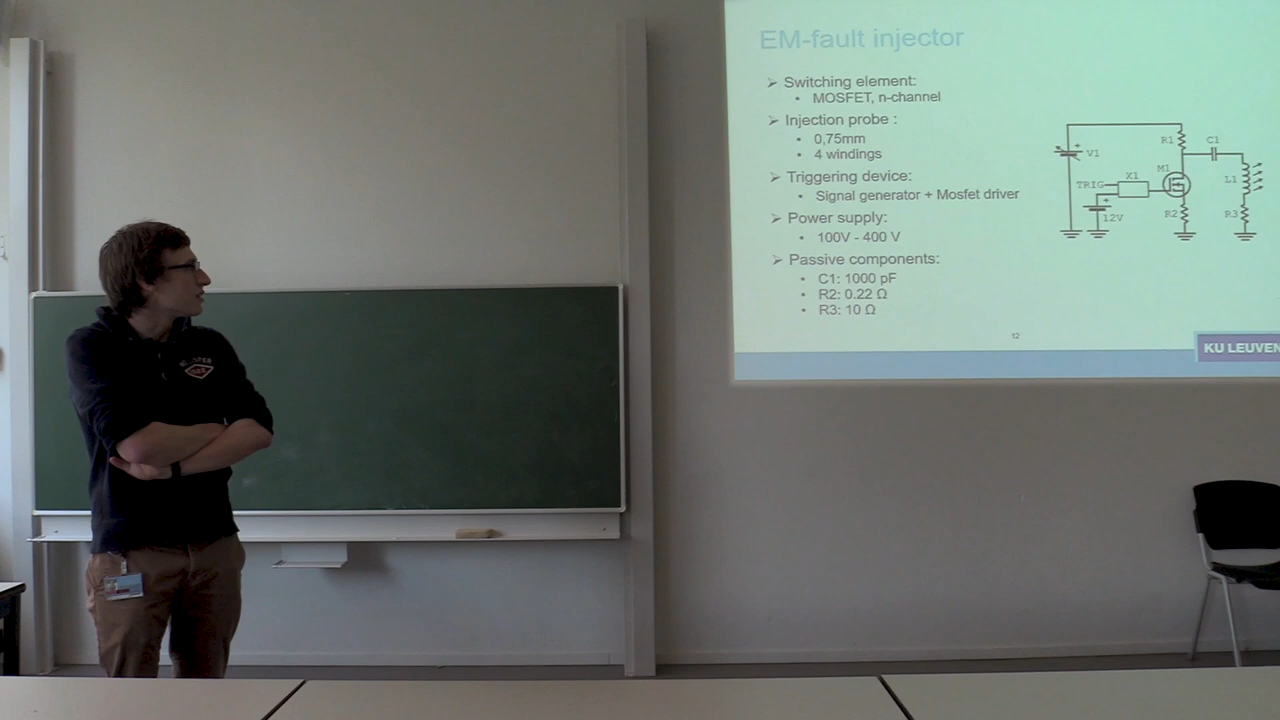 EM-fault injector
➢ Switching element:
• MOSFET, n-channel
➢ Injection probe :
• 0,75mm
• 4 windings
➢ Triggering device:
• Signal generator + Mosfet driver
➢ Power supply:
• 100V - 400 V
➢ Passive components:
• C1: 1000 pF
• R2: 0.22 Ω
• R3: 10 Ω
R1
C1
V1
M1
X1
L1
TRIG
12V
R2
R3
12
KU LEUVEN